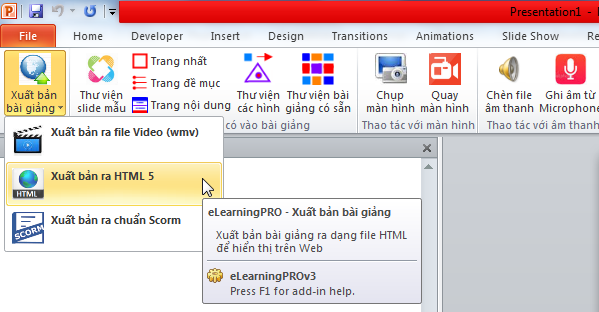 Presentation1 -
File
Home
Developer
Insert
Design
Transitions
Animations
Slide Show
Re
Xuất bản
bài giảng
Thư viện
slide mẫu
Trang nhất
Trang đề mục
Trang nội dung
Thư viện
các hình
Thư viện bài
giảng có sẵn
Chụp
màn hình
Quay
màn hình
Chèn file
âm thanh
Ghi âm từ
Microphone
có vào bài giảng
Thao tác với màn hình
Thao tác với âm thanh
Xuất bản ra file Video (wmv)
HTML
Xuất bản ra HTML 5
SCORM
Xuất bản ra chuẩn Scorm
eLearningPRO - Xuất bản bài giảng
Xuất bản bài giảng ra dạng file HTML
để hiển thị trên Web
eLearningPROv3
Press F1 for add-in help.